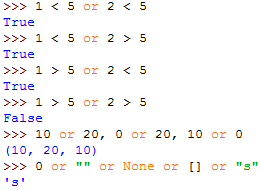 >>> 1 < 5 or 2 < 5
True
>>> 1 < 5 or 2 > 5
True
>>> 1 > 5 or 2 < 5
True
>>> 1 > 5 or 2 > 5
False
>>> 10 or 20, 0 or 20, 10 or 0
(10, 20, 10)
>>> 0 or "" or None or [] or "s"
's'